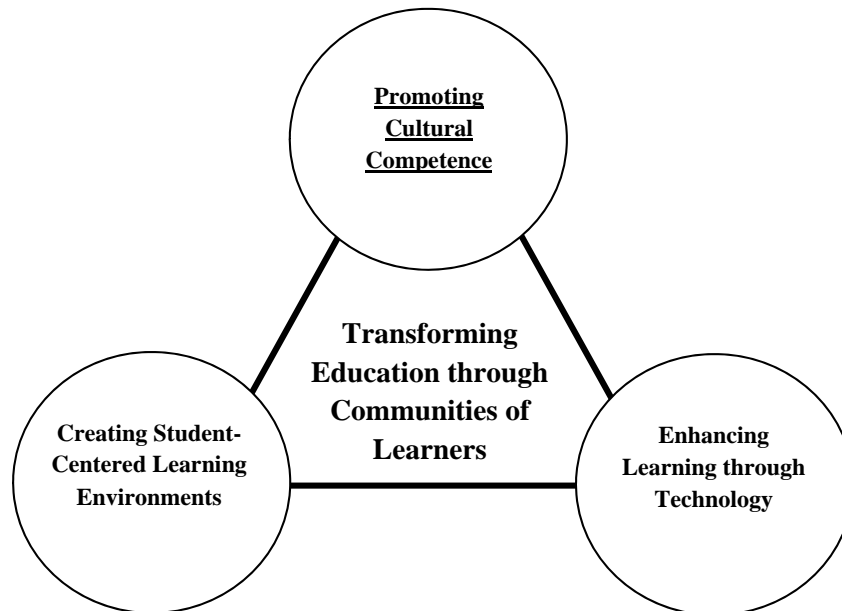 Promoting
Cultural
Competence
Transforming
Education through
Communities of
Learners
Creating Student-
Centered Learning
Environments
Enhancing
Learning through
Technology